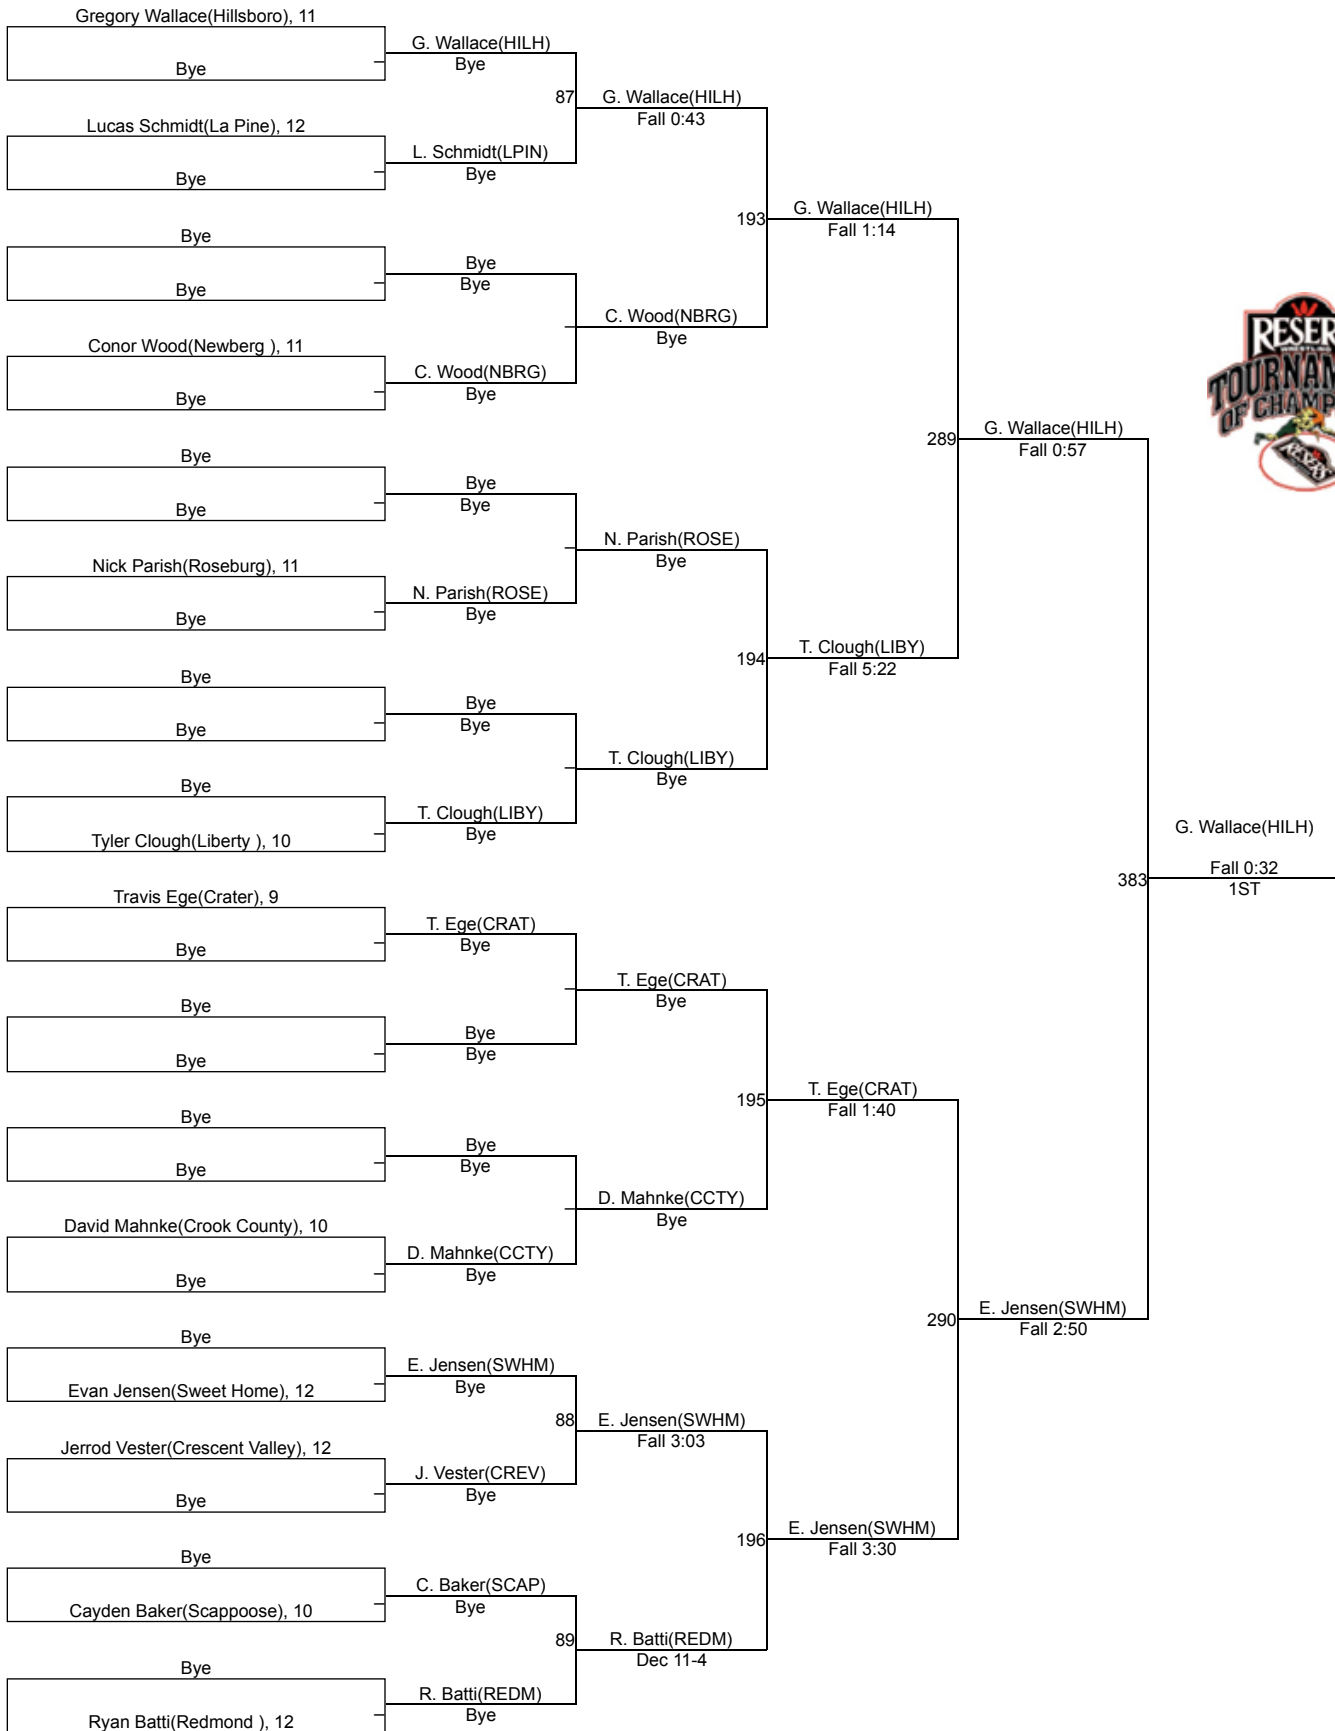 Gregory Wallace(Hillsboro), 11
Bye
Lucas Schmidt(La Pine), 12
Bye
Bye
Bye
Conor Wood(Newberg ), 11
Bye
Bye
Bye
Nick Parish(Roseburg), 11
Bye
Bye
Bye
Bye
Tyler Clough(Liberty ), 10
Travis Ege(Crater), 9
Bye
Bye
Bye
Bye
Bye
David Mahnke(Crook County), 10
Bye
Bye
Evan Jensen(Sweet Home), 12
Jerrod Vester(Crescent Valley), 12
Bye
Bye
Cayden Baker(Scappoose), 10
Bye
Ryan Batti(Redmond ), 12
G. Wallace(HILH)
Bye
L. Schmidt(LPIN)
Bye
Bye
Bye
C. Wood(NBRG)
Bye
Bye
Bye
N. Parish(ROSE)
Bye
Bye
Bye
T. Clough(LIBY)
Bye
T. Ege(CRAT)
Bye
Bye
Bye
Bye
Bye
D. Mahnke(CCTY)
Bye
E. Jensen(SWHM)
Bye
J. Vester(CREV)
Bye
C. Baker(SCAP)
Bye
R. Batti(REDM)
Bye
87
G. Wallace(HILH)
Fall 0:43
C. Wood(NBRG)
Bye
N. Parish(ROSE)
Bye
T. Clough(LIBY)
Bye
T. Ege(CRAT)
Bye
D. Mahnke(CCTY)
Bye
88
E. Jensen(SWHM)
Fall 3:03
89
R. Batti(REDM)
Dec 11-4
193
G. Wallace(HILH)
Fall 1:14
194
T. Clough(LIBY)
Fall 5:22
195
T. Ege(CRAT)
Fall 1:40
196
E. Jensen(SWHM)
Fall 3:30
289
G. Wallace(HILH)
Fall 0:57
290
E. Jensen(SWHM)
Fall 2:50
383
G. Wallace(HILH)
Fall 0:32
1ST
RESER
TOURNAM
OF CHAMP